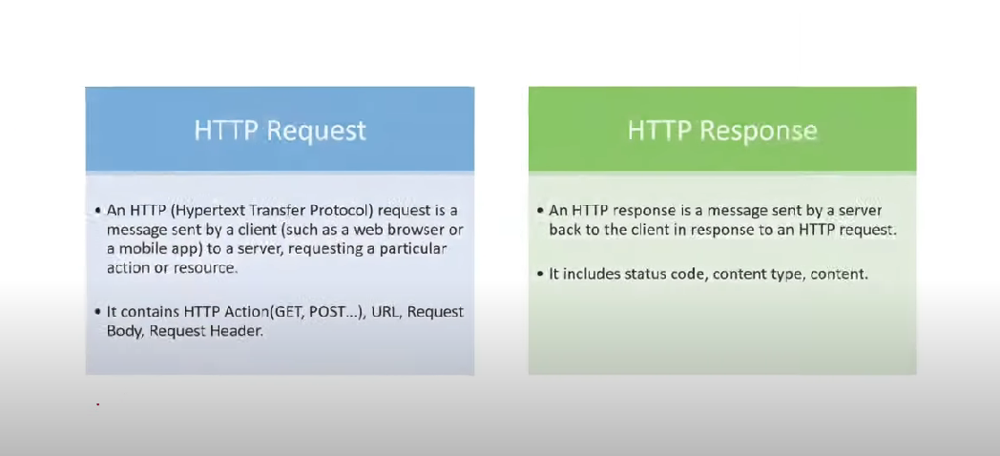 HTTP Request
• An HTTP (Hypertext Transfer Protocol) request is a
message sent by a client (such as a web browser or
a mobile app) to a server, requesting a particular
action or resource.
• It contains HTTP Action(GET, POST...), URL, Request
Body, Request Header.
HTTP Response
• An HTTP response is a message sent by a server
back to the client in response to an HTTP request.
• It includes status code, content type, content.